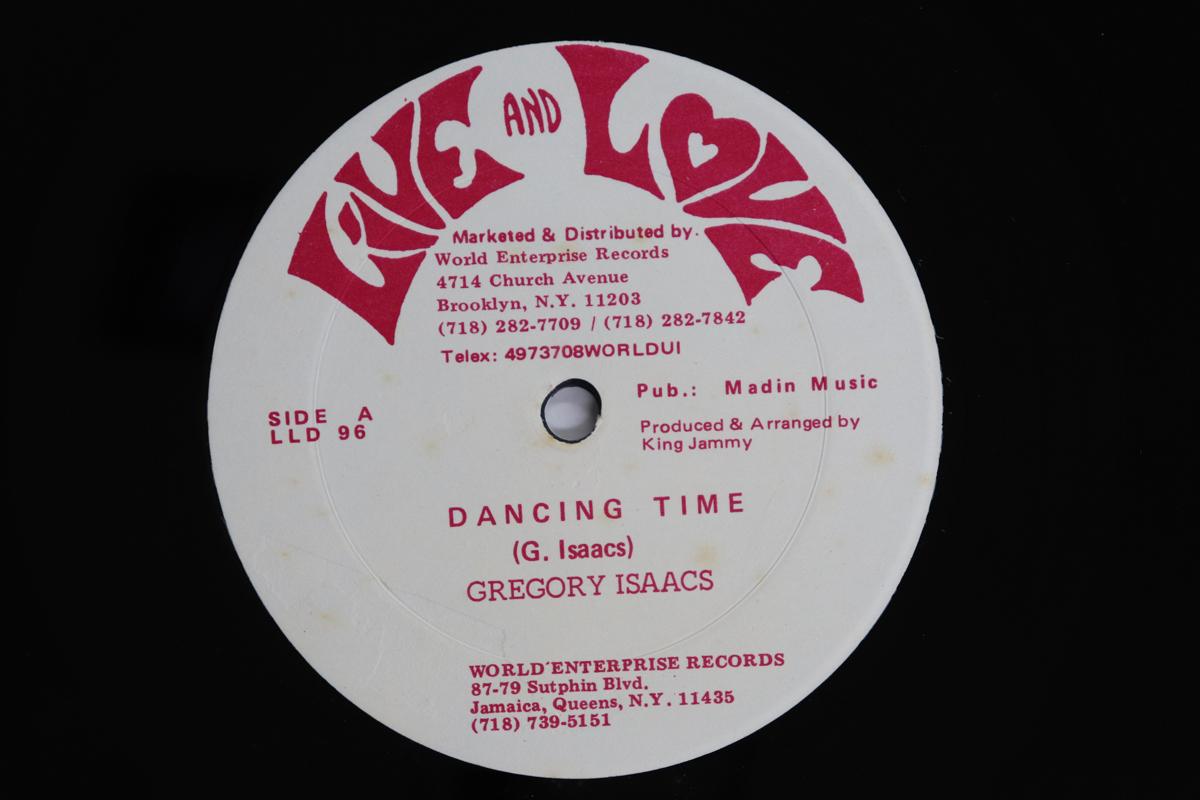 LIVE AND LOVE
Marketed & Distributed by.
World Enterprise Records
4714 Church Avenue
Brooklyn, N.Y. 11203
(718) 282-7709 / (718) 282-7842
Telex: 4973708WORLDUI
Pub.: Madin Music
SIDE A
LLD 96
Produced & Arranged by
King Jammy
DANCING TIME
(G. Isaacs)
GREGORY ISAACS
WORLD ENTERPRISE RECORDS
87-79 Sutphin Blvd.
Jamaica, Queens, N.Y. 11435
(718) 739-5151